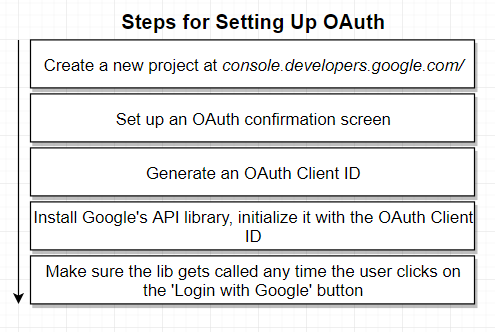 Steps for Setting Up OAuth
Create a new project at console.developers.google.com/
Set up an OAuth confirmation screen
Generate an OAuth Client ID
Install Google's API library, initialize it with the OAuth Client
ID
Make sure the lib gets called any time the user clicks on
the 'Login with Google' button